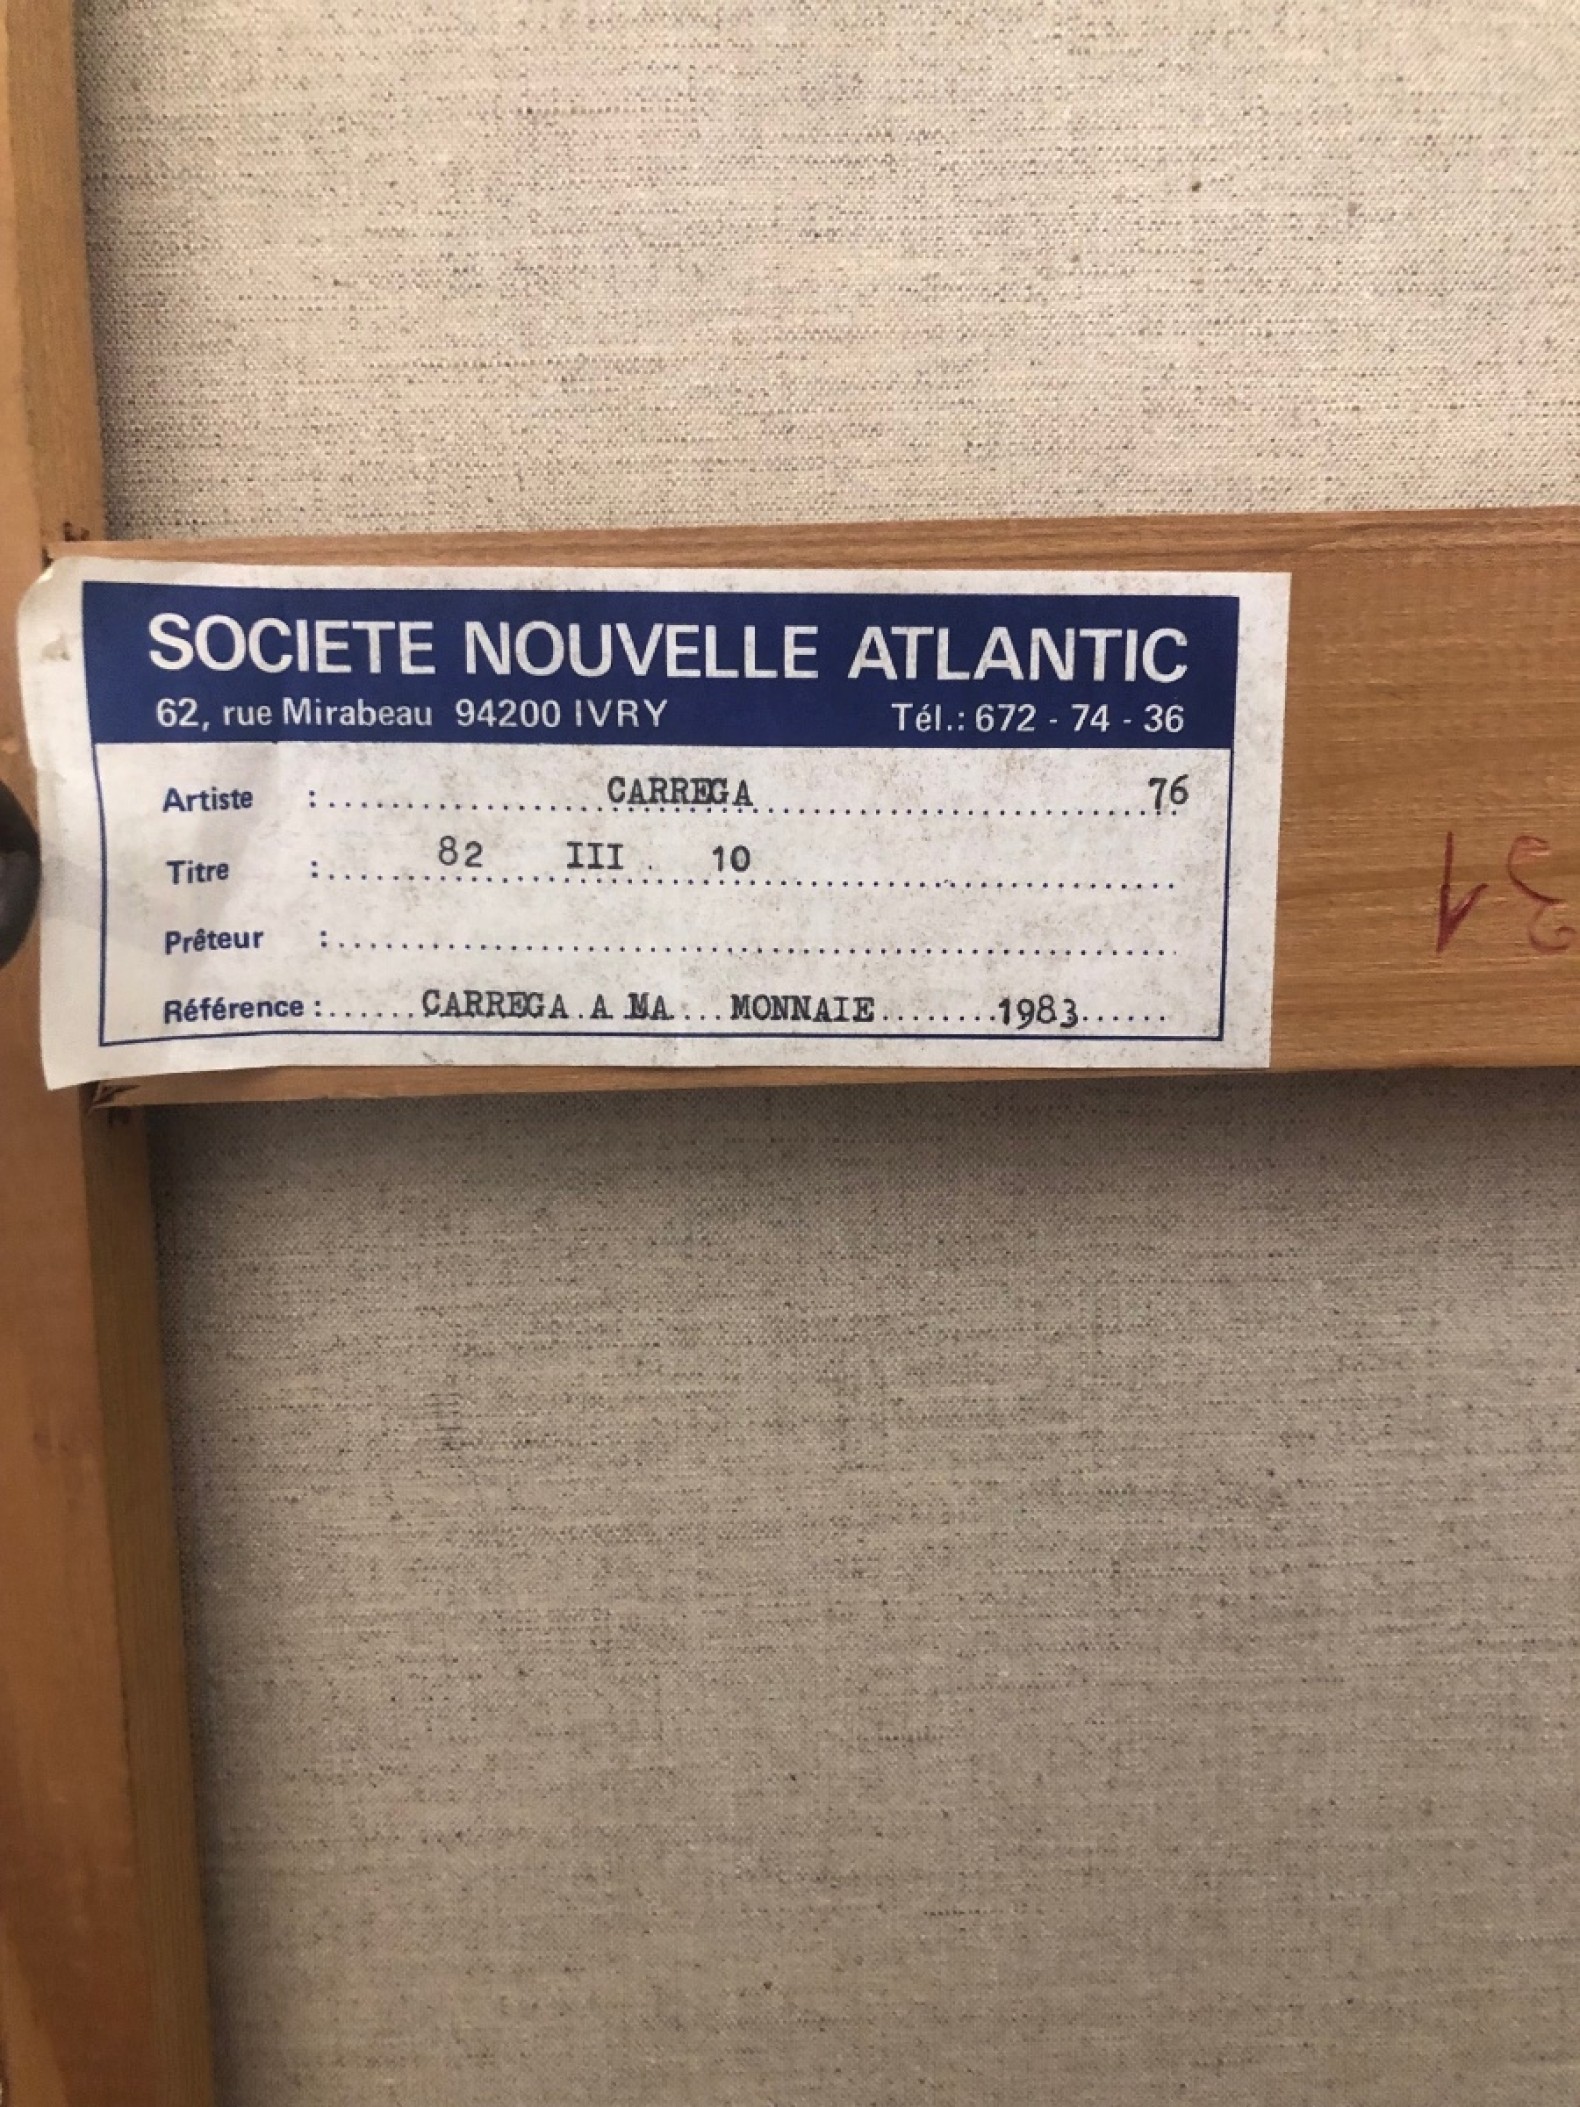 SOCIETE NOUVELLE ATLANTIC
62, rue Mirabeau 94200 IVRY Tél.: 672 - 74 - 36
Artiste : CARREGA 76
Titre : 82 III 10
Prêteur :
Référence : CARREGA A MA MONNAIE 1983